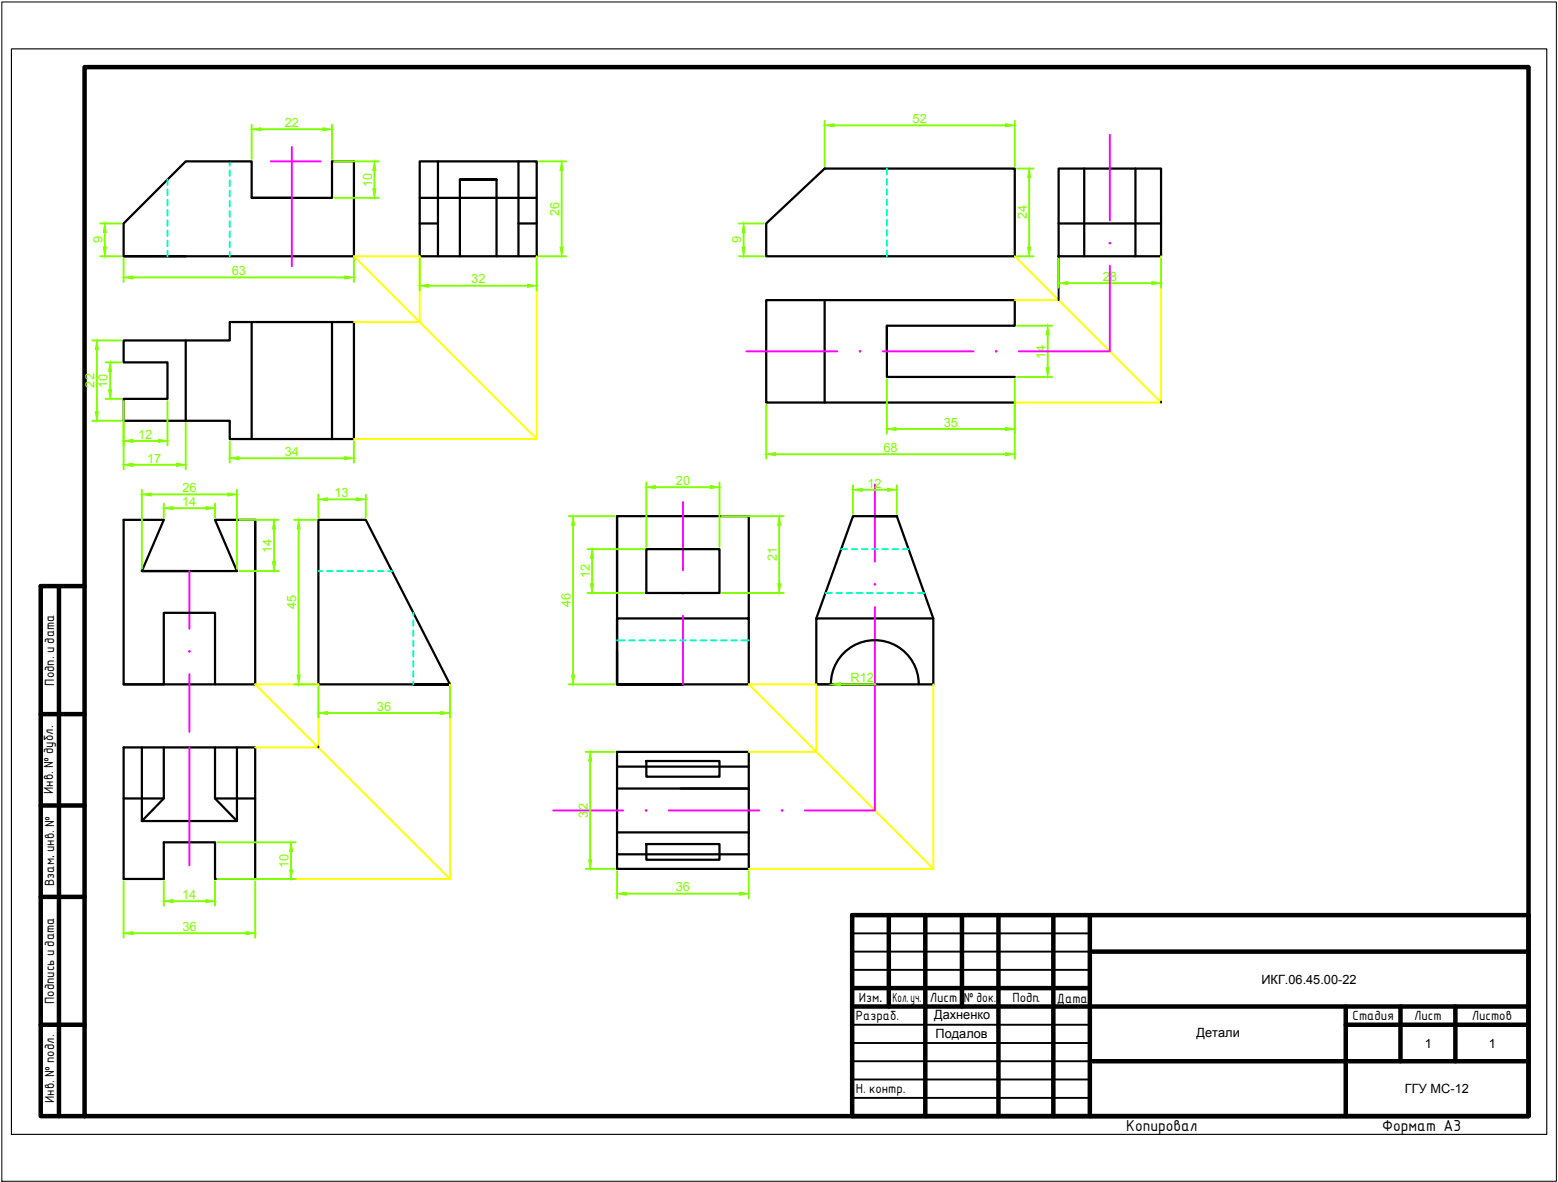 22
10
26
9
63
32
52
24
9
28
14
35
68
22
10
12
17
34
26
14
14
13
45
36
20
12
21
46
12
R12
10
14
36
32
36
Подп. и дата
Инв. № дубл.
Взам. инв. №
Подпись и дата
Инв. № подл.
ИКГ.06.45.00-22
Изм. Кол.уч. Лист № док. Подп. Дата
Разраб. Дахненко
Подалов
Детали
Стадия Лист Листов
1 1
Н. контр.
ГГУ МС-12
Копировал Формат А3